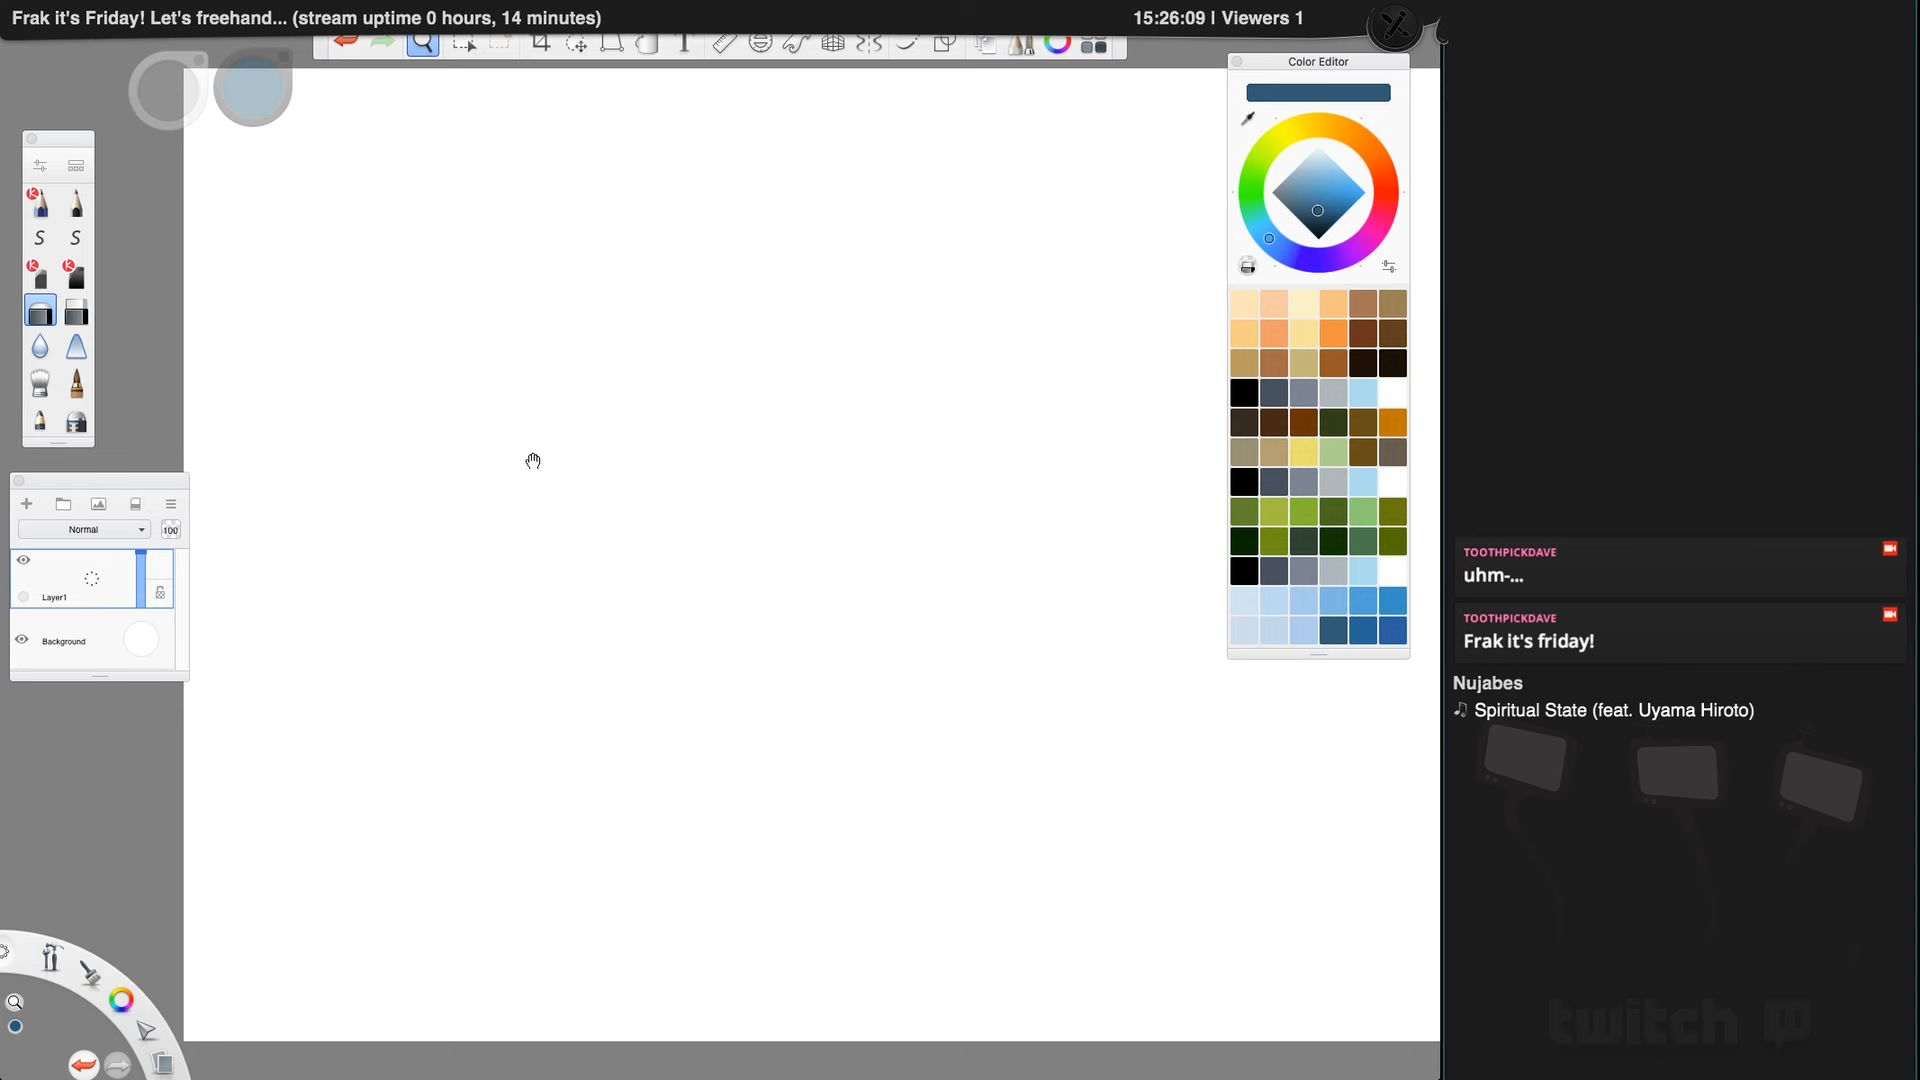 Frak it's Friday! Let's freehand... (stream uptime 0 hours, 14 minutes)
15:26:09 | Viewers 1
Color Editor
K
S S
K K
Normal
100
Layer1
Background
TOOTHPICKDAVE
uhm-...
TOOTHPICKDAVE
Frak it's friday!
Nujabes
Spiritual State (feat. Uyama Hiroto)
twitch